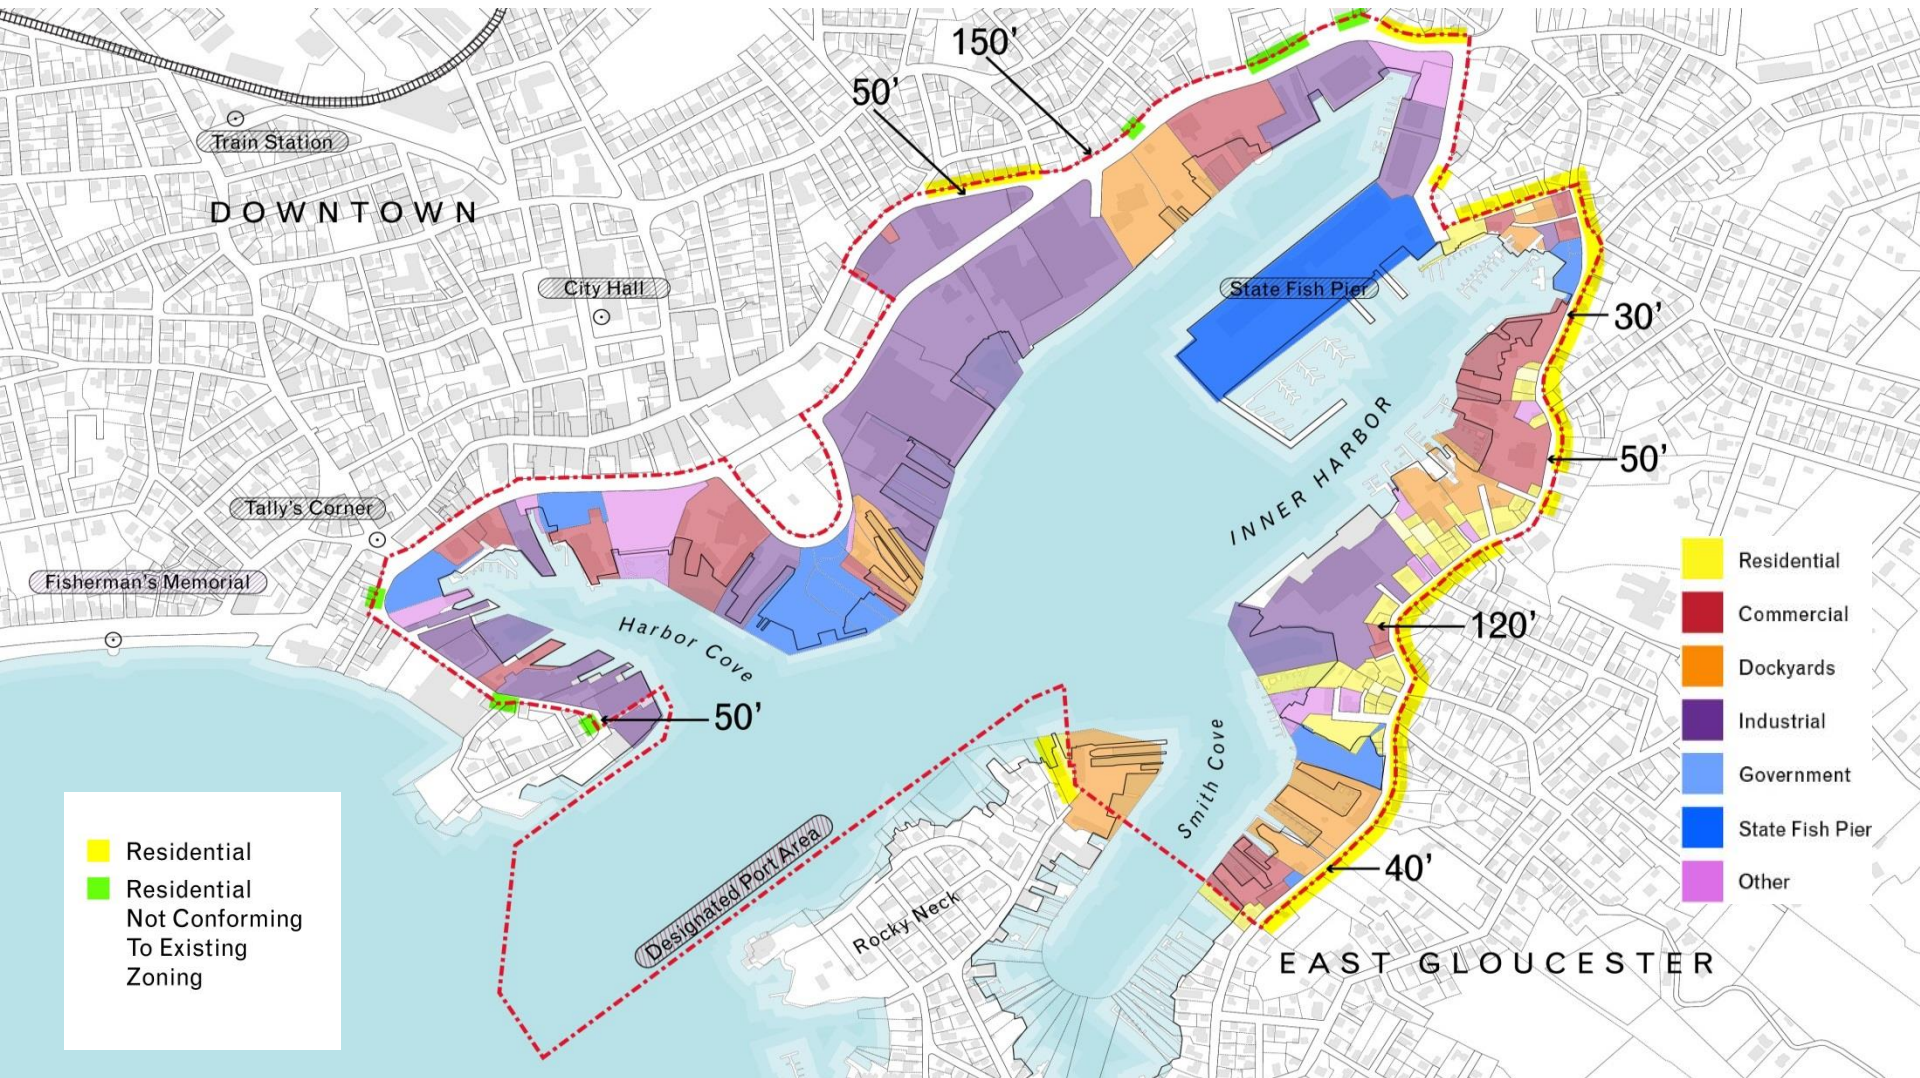 150’
50’
Train Station
DOWNTOWN
City Hall
State Fish Pier
30’
INNER HARBOR
50’
Tally's Corner
Fisherman's Memorial
Harbor Cove
120’
50’
Smith Cove
Designated Port Area
Rocky Neck
40’
EAST GLOUCESTER
Residential
Commercial
Dockyards
Industrial
Government
State Fish Pier
Other
Residential
Residential
Not Conforming
To Existing
Zoning